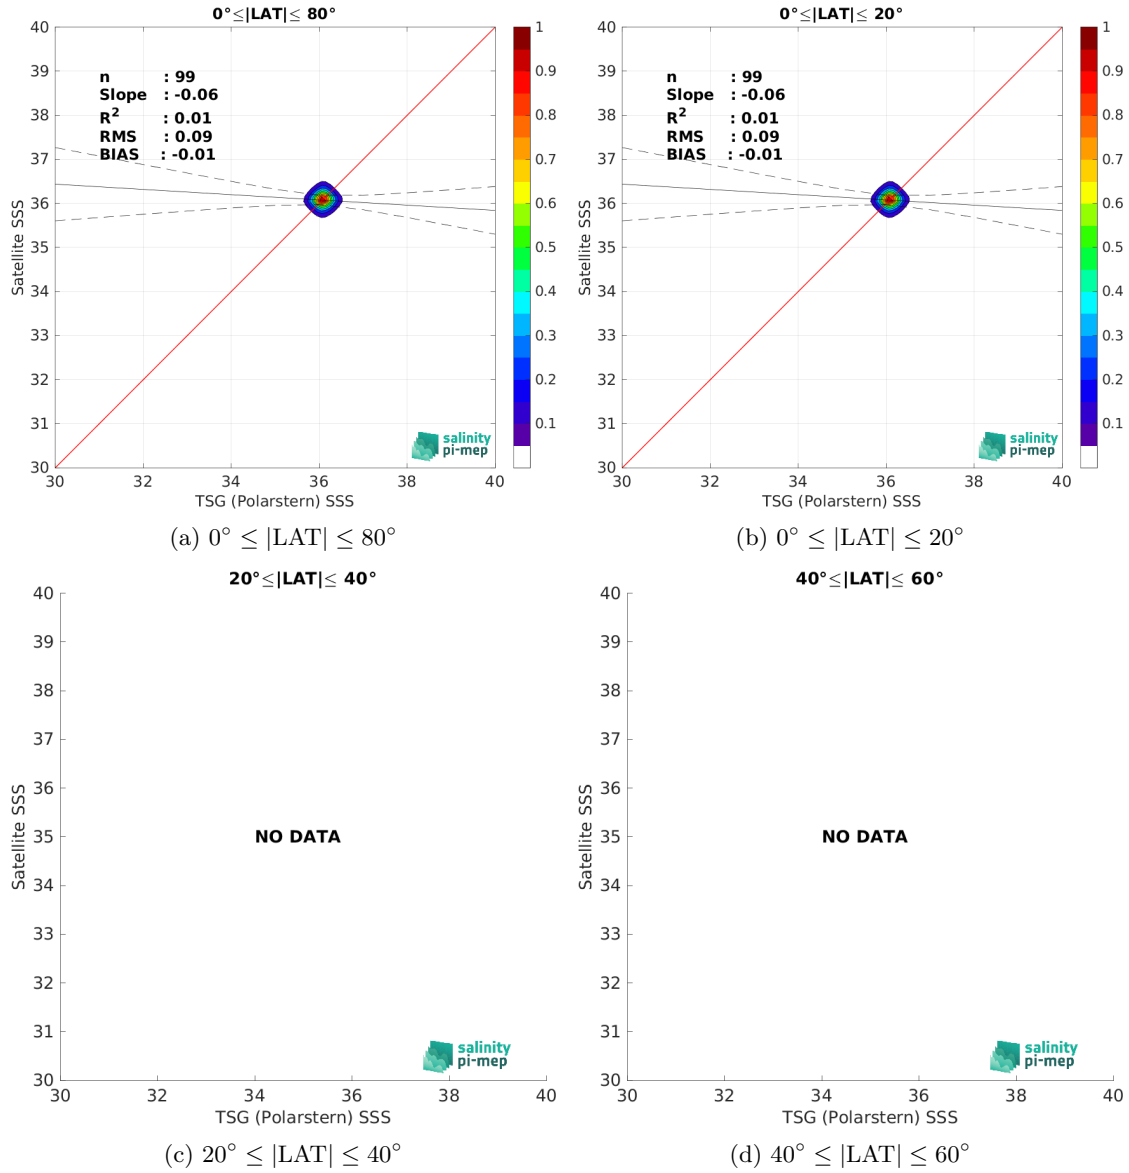 0°≤|LAT|≤ 80°
40
39
38
37
36
35
34
33
32
31
30
30
32
34
36
38
40
Satellite SSS
TSG (Polarstern) SSS
n : 99
Slope : -0.06
R² : 0.01
RMS : 0.09
BIAS : -0.01
salinity
pi-mep
1
0.9
0.8
0.7
0.6
0.5
0.4
0.3
0.2
0.1
(a) 0° ≤ |LAT| ≤ 80°
0°≤|LAT|≤ 20°
40
39
38
37
36
35
34
33
32
31
30
30
32
34
36
38
40
Satellite SSS
TSG (Polarstern) SSS
n : 99
Slope : -0.06
R² : 0.01
RMS : 0.09
BIAS : -0.01
salinity
pi-mep
1
0.9
0.8
0.7
0.6
0.5
0.4
0.3
0.2
0.1
(b) 0° ≤ |LAT| ≤ 20°
20°≤|LAT|≤ 40°
40
39
38
37
36
35
34
33
32
31
30
30
32
34
36
38
40
Satellite SSS
TSG (Polarstern) SSS
NO DATA
salinity
pi-mep
(c) 20° ≤ |LAT| ≤ 40°
40°≤|LAT|≤ 60°
40
39
38
37
36
35
34
33
32
31
30
30
32
34
36
38
40
Satellite SSS
TSG (Polarstern) SSS
NO DATA
salinity
pi-mep
(d) 40° ≤ |LAT| ≤ 60°